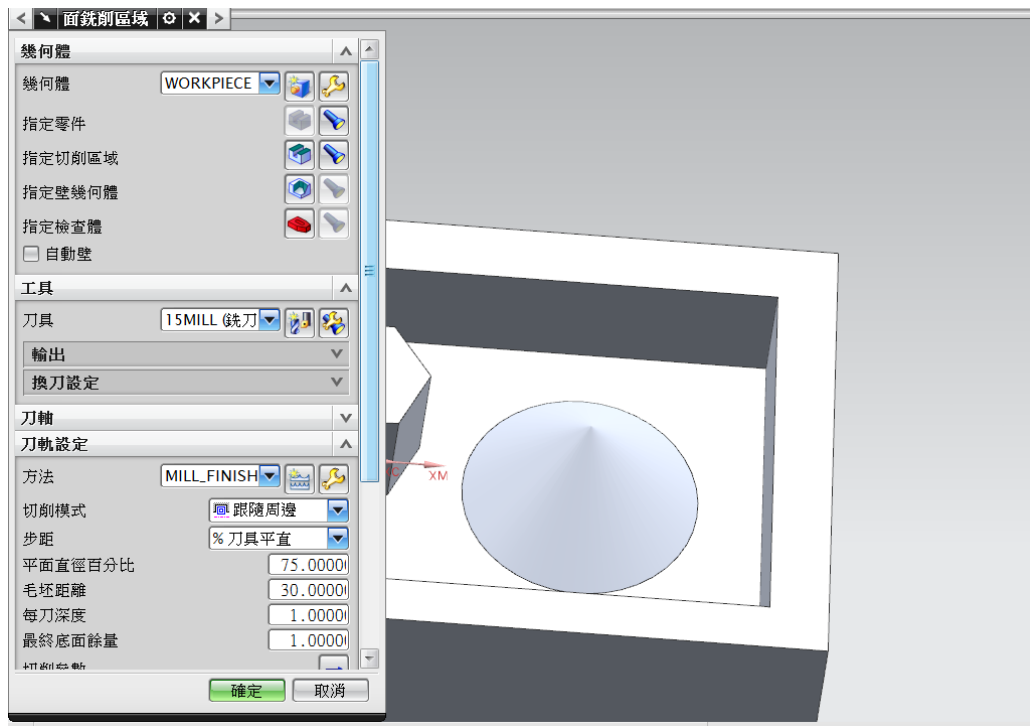 面銑削區域
幾何體
幾何體 WORKPIECE
指定零件
指定切削區域
指定壁幾何體
指定檢查體
自動壁
工具
刀具 15MILL (銑刀
輸出
換刀設定
刀軸
刀軌設定
方法 MILL_FINISH
切削模式 跟隨周邊
步距 % 刀具平直
平面直徑百分比 75.0000
毛坯距離 30.0000
每刀深度 1.0000
最終底面餘量 1.0000
切削參數
確定 取消
XM